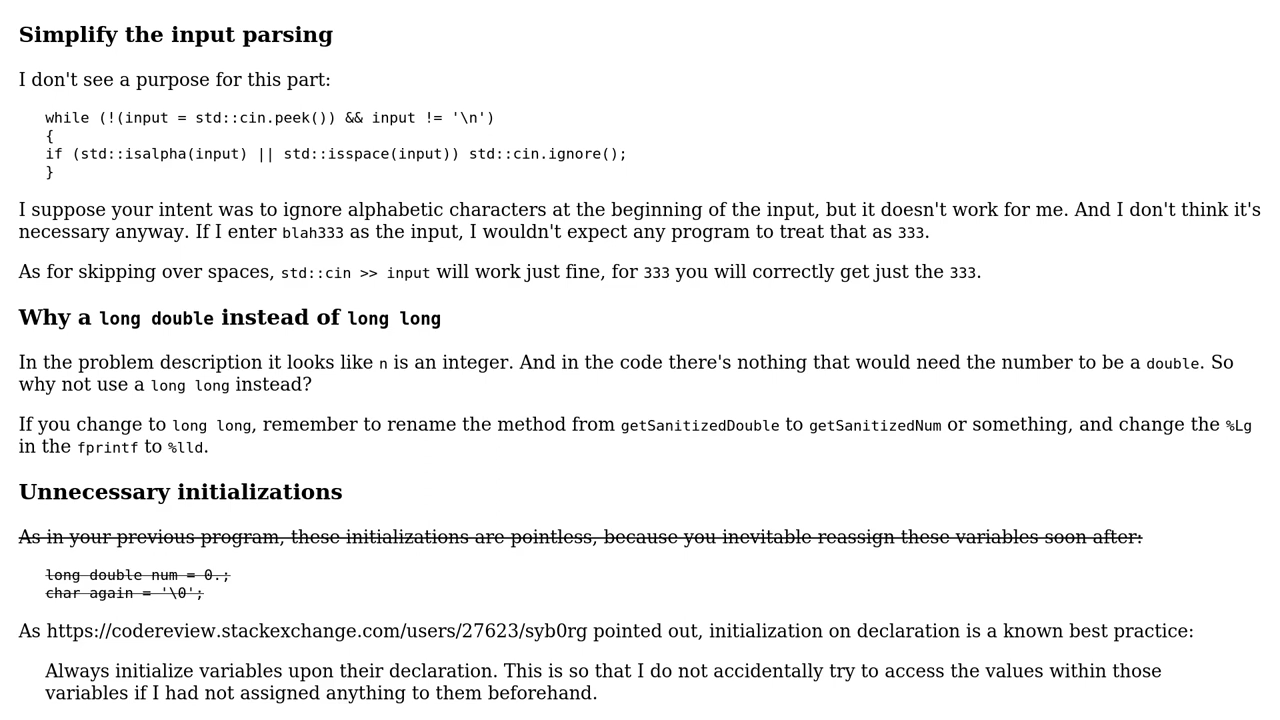 Simplify the input parsing
I don't see a purpose for this part:
while (!(input = std::cin.peek()) && input != '\n')
{
if (std::isalpha(input) || std::isspace(input)) std::cin.ignore();
}
I suppose your intent was to ignore alphabetic characters at the beginning of the input, but it doesn't work for me. And I don't think it's
necessary anyway. If I enter blah333 as the input, I wouldn't expect any program to treat that as 333.
As for skipping over spaces, std::cin >> input will work just fine, for 333 you will correctly get just the 333.
Why a long double instead of long long
In the problem description it looks like n is an integer. And in the code there's nothing that would need the number to be a double. So
why not use a long long instead?
If you change to long long, remember to rename the method from getSanitizedDouble to getSanitizedNum or something, and change the %Lg
in the fprintf to %lld.
Unnecessary initializations
As in your previous program, these initializations are pointless, because you inevitable reassign these variables soon after:
long double num = 0.;
char again = '\0';
As https://codereview.stackexchange.com/users/27623/syb0rg pointed out, initialization on declaration is a known best practice:
Always initialize variables upon their declaration. This is so that I do not accidentally try to access the values within those
variables if I had not assigned anything to them beforehand.